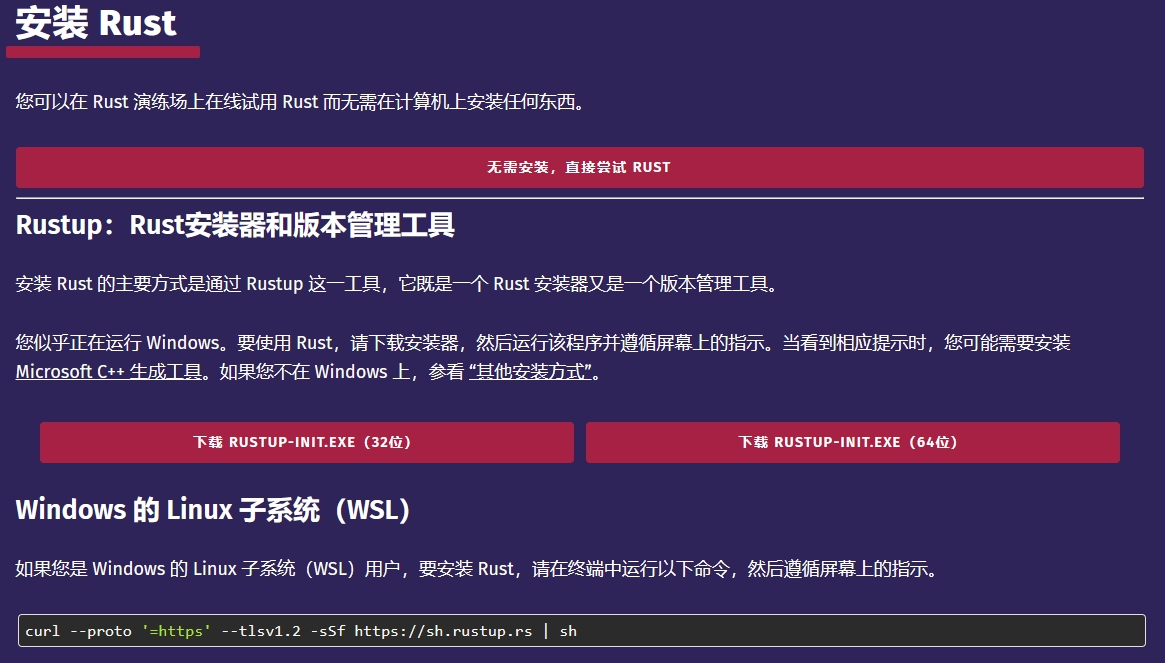 安装 Rust
您可以在 Rust 演练场上在线试用 Rust 而无需在计算机上安装任何东西。
无需安装，直接尝试 RUST
Rustup：Rust安装器和版本管理工具
安装 Rust 的主要方式是通过 Rustup 这一工具，它既是一个 Rust 安装器又是一个版本管理工具。
您似乎正在运行 Windows。要使用 Rust，请下载安装器，然后运行该程序并遵循屏幕上的指示。当看到相应提示时，您可能需要安装
Microsoft C++ 生成工具。如果您不在 Windows 上，参看 “其他安装方式”。
下载 RUSTUP-INIT.EXE（32位）
下载 RUSTUP-INIT.EXE（64位）
Windows 的 Linux 子系统（WSL）
如果您是 Windows 的 Linux 子系统（WSL）用户，要安装 Rust，请在终端中运行以下命令，然后遵循屏幕上的指示。
curl --proto '=https' --tlsv1.2 -sSf https://sh.rustup.rs | sh